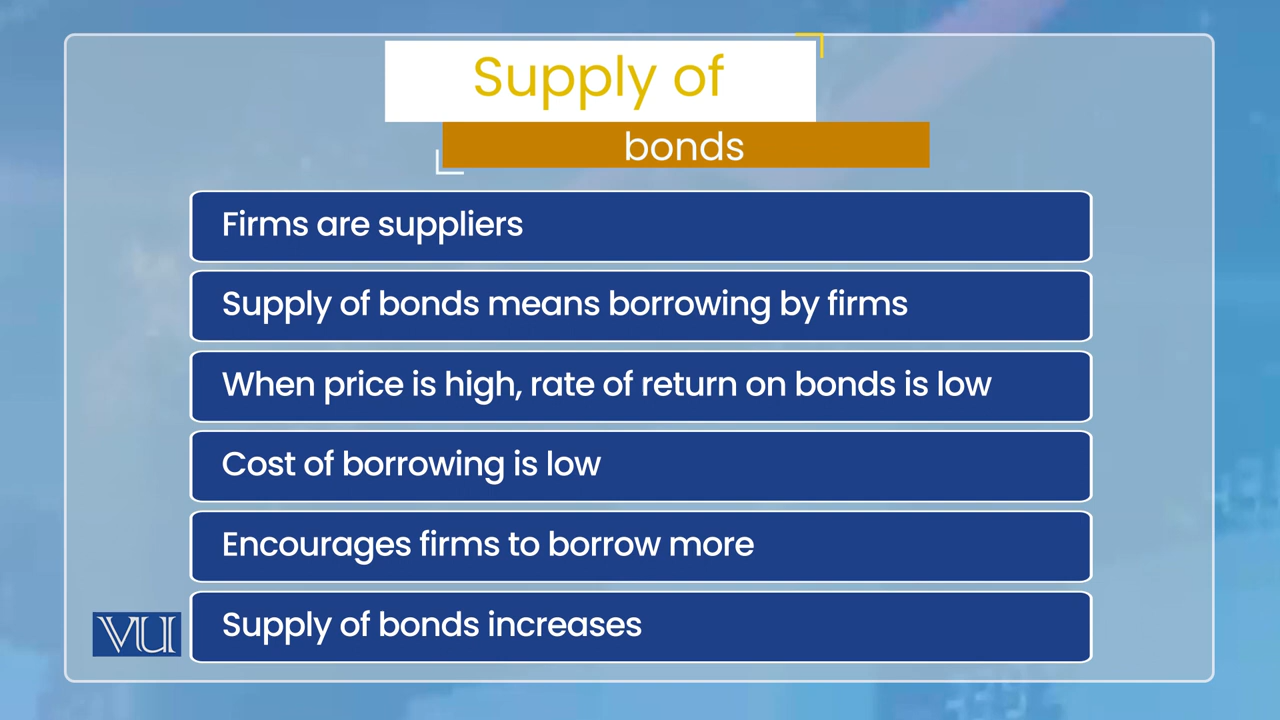 Supply of
bonds
Firms are suppliers
Supply of bonds means borrowing by firms
When price is high, rate of return on bonds is low
Cost of borrowing is low
Encourages firms to borrow more
Supply of bonds increases
VU